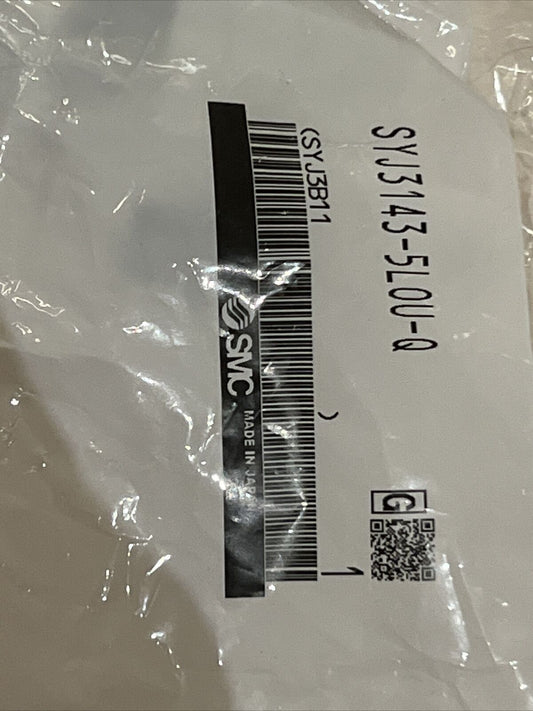 SYJ3143-5LOU-Q
G
(SYJ3B11 )
1
SMC MADE IN JAPAN